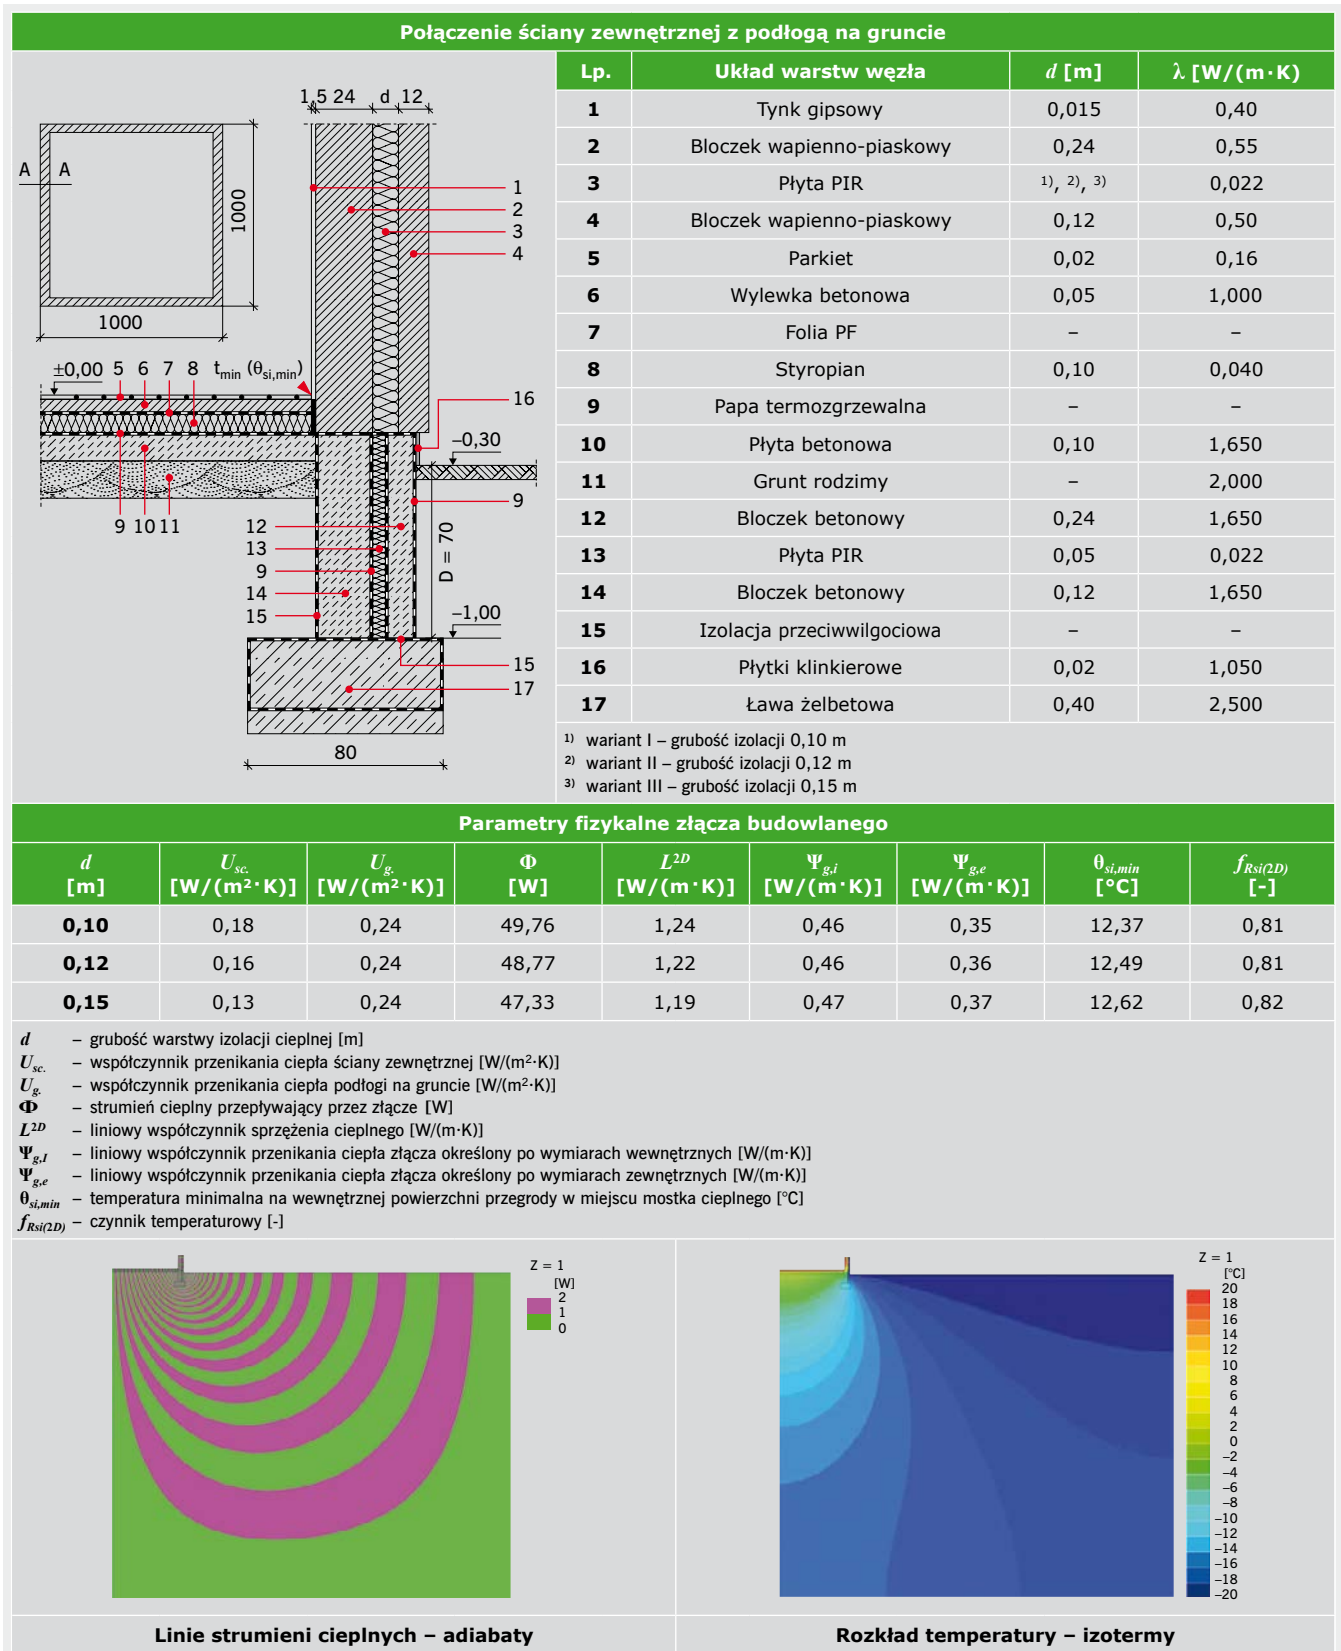 Połączenie ściany zewnętrznej z podłogą na gruncie
Lp. Układ warstw węzła d [m] λ [W/(m·K)
1 Tynk gipsowy 0,015 0,40
2 Bloczek wapienno-piaskowy 0,24 0,55
3 Płyta PIR 1), 2), 3) 0,022
4 Bloczek wapienno-piaskowy 0,12 0,50
5 Parkiet 0,02 0,16
6 Wylewka betonowa 0,05 1,000
7 Folia PF – –
8 Styropian 0,10 0,040
9 Papa termozgrzewalna – –
10 Płyta betonowa 0,10 1,650
11 Grunt rodzimy – 2,000
12 Bloczek betonowy 0,24 1,650
13 Płyta PIR 0,05 0,022
14 Bloczek betonowy 0,12 1,650
15 Izolacja przeciwwilgociowa – –
16 Płytki klinkierowe 0,02 1,050
17 Ława żelbetowa 0,40 2,500
1) wariant I – grubość izolacji 0,10 m
2) wariant II – grubość izolacji 0,12 m
3) wariant III – grubość izolacji 0,15 m
1,5 24 d 12
A A
1000
1000
1
2
3
4
±0,00 5 6 7 8 tmin (θsi,min)
16
–0,30
9 10 11
9
12
13
9
14
15
D = 70
–1,00
15
17
80
Parametry fizykalne złącza budowlanego
d [m] Usc. [W/(m²·K)] Ug. [W/(m²·K)] Φ [W] L2D [W/(m·K)] Ψg,i [W/(m·K)] Ψg,e [W/(m·K)] θsi,min [°C] fRsi(2D) [-]
0,10 0,18 0,24 49,76 1,24 0,46 0,35 12,37 0,81
0,12 0,16 0,24 48,77 1,22 0,46 0,36 12,49 0,81
0,15 0,13 0,24 47,33 1,19 0,47 0,37 12,62 0,82
d – grubość warstwy izolacji cieplnej [m]
Usc. – współczynnik przenikania ciepła ściany zewnętrznej [W/(m²·K)]
Ug. – współczynnik przenikania ciepła podłogi na gruncie [W/(m²·K)]
Φ – strumień cieplny przepływający przez złącze [W]
L2D – liniowy współczynnik sprzężenia cieplnego [W/(m·K)]
Ψg,I – liniowy współczynnik przenikania ciepła złącza określony po wymiarach wewnętrznych [W/(m·K)]
Ψg,e – liniowy współczynnik przenikania ciepła złącza określony po wymiarach zewnętrznych [W/(m·K)]
θsi,min – temperatura minimalna na wewnętrznej powierzchni przegrody w miejscu mostka cieplnego [°C]
fRsi(2D) – czynnik temperaturowy [-]
Z = 1
[W]
2
1
0
Z = 1
[°C]
20
18
16
14
12
10
8
6
4
2
0
–2
–4
–6
–8
–10
–12
–14
–16
–18
–20
Linie strumieni cieplnych – adiabaty
Rozkład temperatury – izotermy